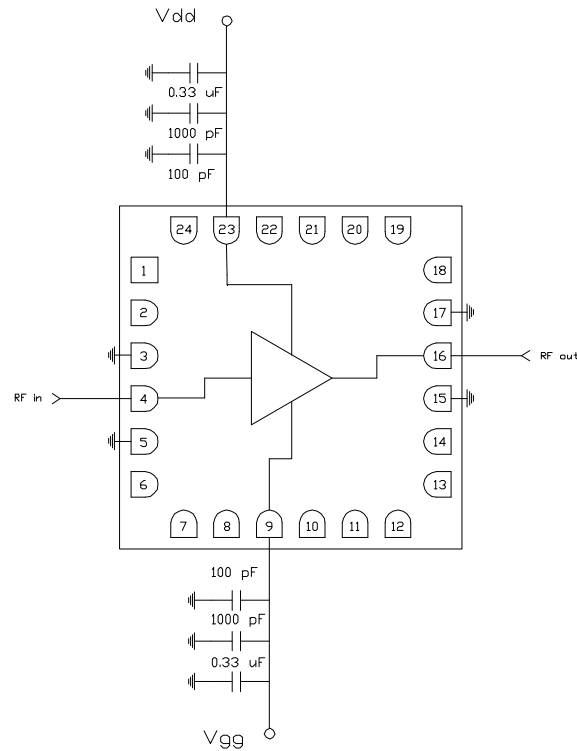 Vdd
0.33 uF
1000 pF
100 pF
24 23 22 21 20 19
1 18
2 17
3 16 RF out
RF in 4 15
5 14
6 13
7 8 9 10 11 12
100 pF
1000 pF
0.33 uF
Vgg